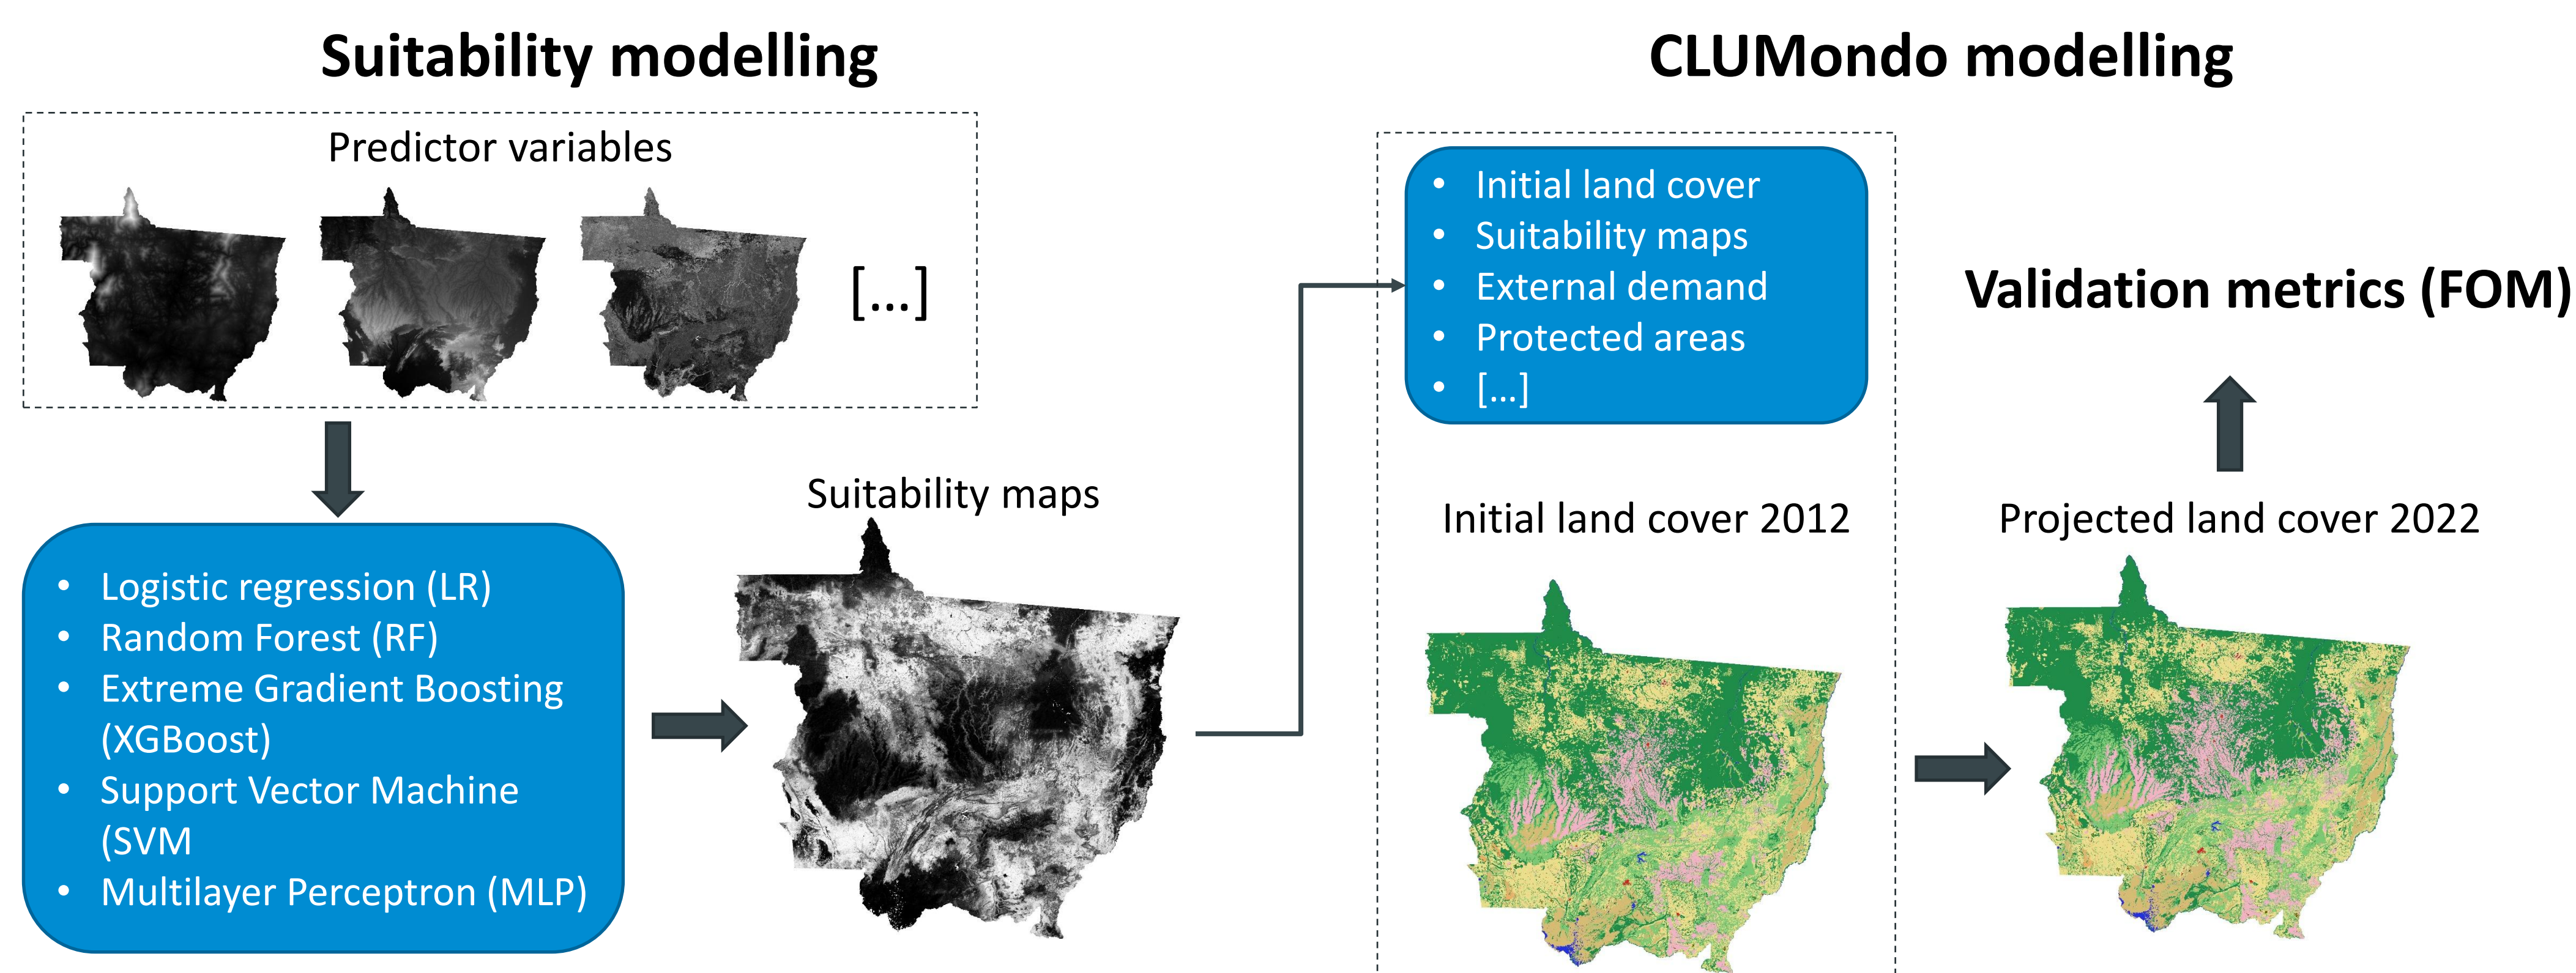 Suitability modelling
Predictor variables
[...]
• Logistic regression (LR)
• Random Forest (RF)
• Extreme Gradient Boosting
(XGBoost)
• Support Vector Machine
(SVM
• Multilayer Perceptron (MLP)
Suitability maps
CLUMondo modelling
• Initial land cover
• Suitability maps
• External demand
• Protected areas
• [...]
Initial land cover 2012
Validation metrics (FOM)
Projected land cover 2022